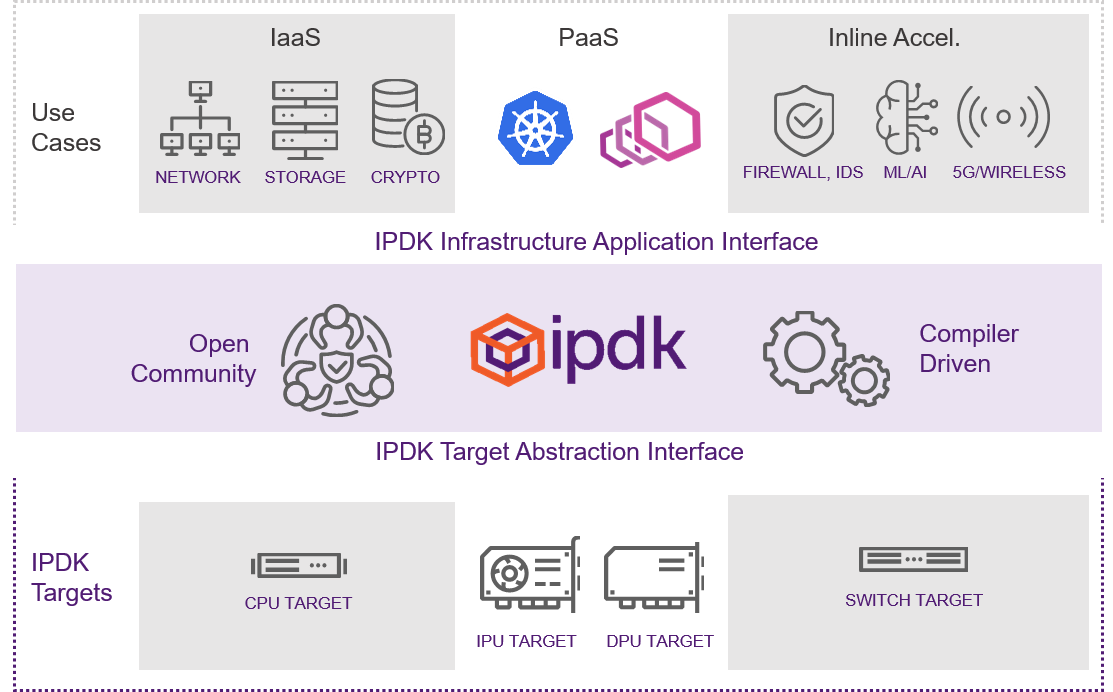 IaaS
PaaS
Inline Accel.
Use
Cases
NETWORK
STORAGE
CRYPTO
FIREWALL, IDS
ML/AI
5G/WIRELESS
IPDK Infrastructure Application Interface
Open
Community
ipdk
Compiler
Driven
IPDK Target Abstraction Interface
IPDK
Targets
CPU TARGET
IPU TARGET
DPU TARGET
SWITCH TARGET